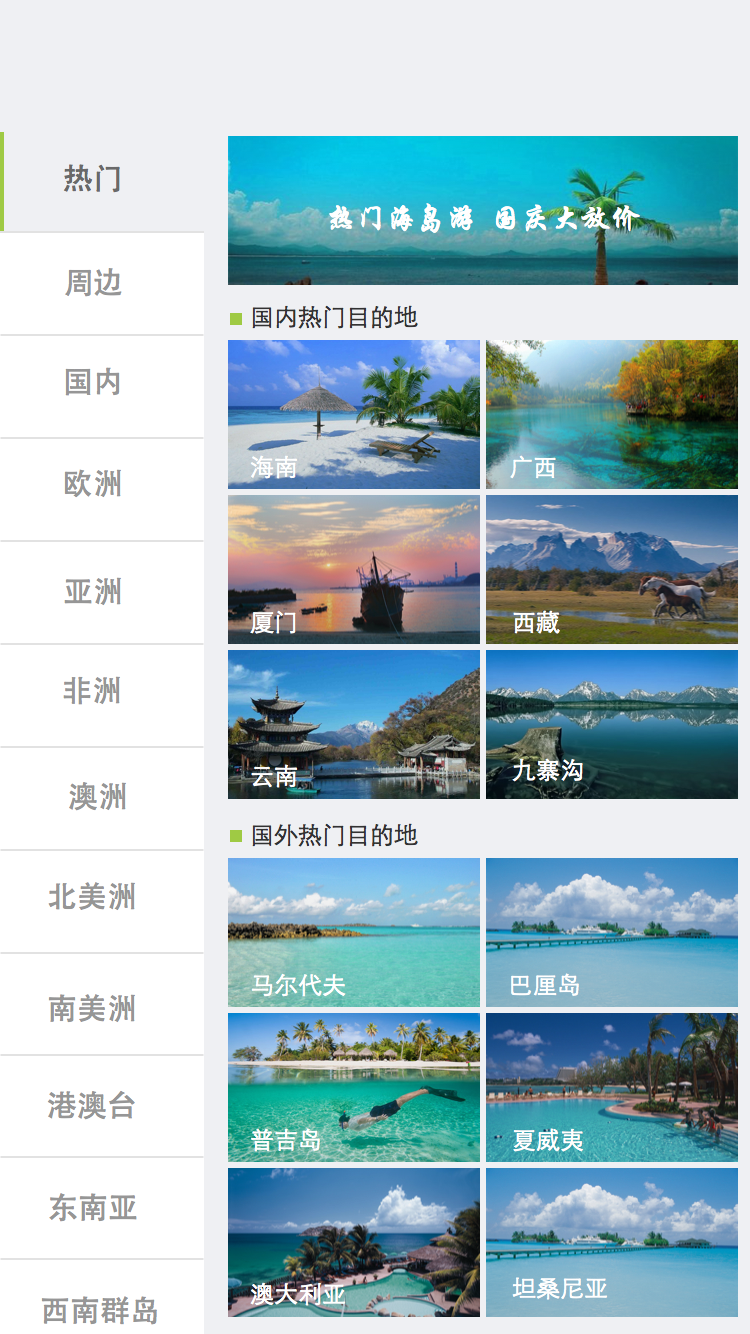 热门
周边
国内
欧洲
亚洲
非洲
澳洲
北美洲
南美洲
港澳台
东南亚
西南群岛
热门海岛游 国庆大放价
国内热门目的地
海南
广西
厦门
西藏
云南
九寨沟
国外热门目的地
马尔代夫
巴厘岛
普吉岛
夏威夷
澳大利亚
坦桑尼亚